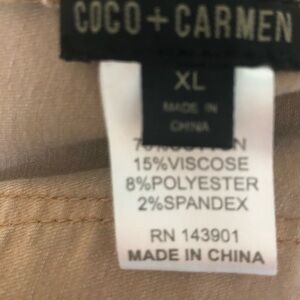 COCO + CARMEN
XL
MADE IN
CHINA
15%VISCOSE
8%POLYESTER
2%SPANDEX
RN 143901
MADE IN CHINA